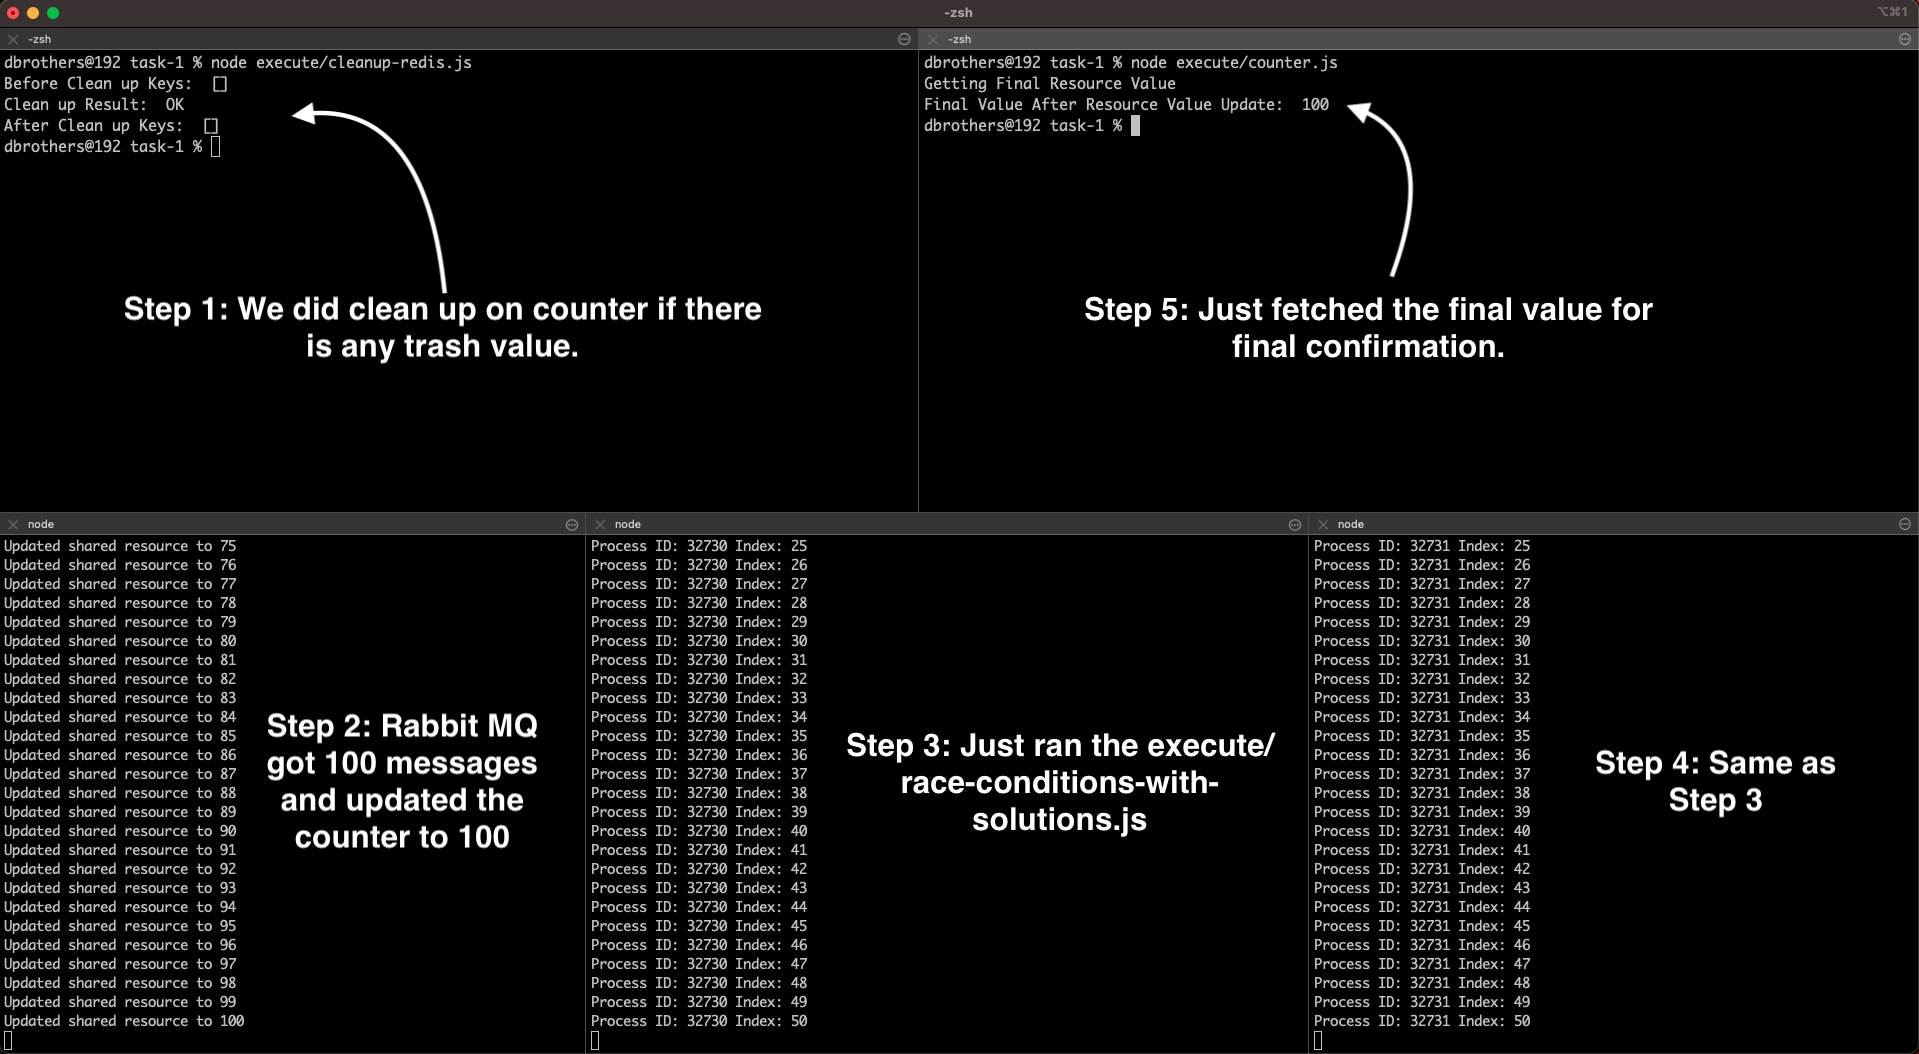 -zsh
⌥⌘1
-zsh
dbrothers@192 task-1 % node execute/cleanup-redis.js
Before Clean up Keys:  []
Clean up Result:  OK
After Clean up Keys:  []
dbrothers@192 task-1 %
Step 1: We did clean up on counter if there
is any trash value.
-zsh
dbrothers@192 task-1 % node execute/counter.js
Getting Final Resource Value
Final Value After Resource Value Update:  100
dbrothers@192 task-1 %
Step 5: Just fetched the final value for
final confirmation.
node
Updated shared resource to 75
Updated shared resource to 76
Updated shared resource to 77
Updated shared resource to 78
Updated shared resource to 79
Updated shared resource to 80
Updated shared resource to 81
Updated shared resource to 82
Updated shared resource to 83
Updated shared resource to 84
Updated shared resource to 85
Updated shared resource to 86
Updated shared resource to 87
Updated shared resource to 88
Updated shared resource to 89
Updated shared resource to 90
Updated shared resource to 91
Updated shared resource to 92
Updated shared resource to 93
Updated shared resource to 94
Updated shared resource to 95
Updated shared resource to 96
Updated shared resource to 97
Updated shared resource to 98
Updated shared resource to 99
Updated shared resource to 100
Step 2: Rabbit MQ
got 100 messages
and updated the
counter to 100
node
Process ID: 32730 Index: 25
Process ID: 32730 Index: 26
Process ID: 32730 Index: 27
Process ID: 32730 Index: 28
Process ID: 32730 Index: 29
Process ID: 32730 Index: 30
Process ID: 32730 Index: 31
Process ID: 32730 Index: 32
Process ID: 32730 Index: 33
Process ID: 32730 Index: 34
Process ID: 32730 Index: 35
Process ID: 32730 Index: 36
Process ID: 32730 Index: 37
Process ID: 32730 Index: 38
Process ID: 32730 Index: 39
Process ID: 32730 Index: 40
Process ID: 32730 Index: 41
Process ID: 32730 Index: 42
Process ID: 32730 Index: 43
Process ID: 32730 Index: 44
Process ID: 32730 Index: 45
Process ID: 32730 Index: 46
Process ID: 32730 Index: 47
Process ID: 32730 Index: 48
Process ID: 32730 Index: 49
Process ID: 32730 Index: 50
Step 3: Just ran the execute/
race-conditions-with-
solutions.js
node
Process ID: 32731 Index: 25
Process ID: 32731 Index: 26
Process ID: 32731 Index: 27
Process ID: 32731 Index: 28
Process ID: 32731 Index: 29
Process ID: 32731 Index: 30
Process ID: 32731 Index: 31
Process ID: 32731 Index: 32
Process ID: 32731 Index: 33
Process ID: 32731 Index: 34
Process ID: 32731 Index: 35
Process ID: 32731 Index: 36
Process ID: 32731 Index: 37
Process ID: 32731 Index: 38
Process ID: 32731 Index: 39
Process ID: 32731 Index: 40
Process ID: 32731 Index: 41
Process ID: 32731 Index: 42
Process ID: 32731 Index: 43
Process ID: 32731 Index: 44
Process ID: 32731 Index: 45
Process ID: 32731 Index: 46
Process ID: 32731 Index: 47
Process ID: 32731 Index: 48
Process ID: 32731 Index: 49
Process ID: 32731 Index: 50
Step 4: Same as
Step 3